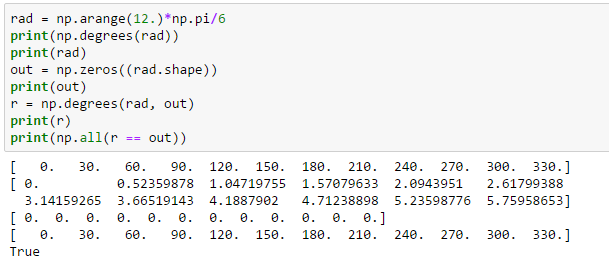 rad = np.arange(12.)*np.pi/6
print(np.degrees(rad))
print(rad)
out = np.zeros((rad.shape))
print(out)
r = np.degrees(rad, out)
print(r)
print(np.all(r == out))
[   0.   30.   60.   90.  120.  150.  180.  210.  240.  270.  300.  330.]
[ 0.          0.52359878  1.04719755  1.57079633  2.0943951   2.61799388
  3.14159265  3.66519143  4.1887902   4.71238898  5.23598776  5.75958653]
[ 0.  0.  0.  0.  0.  0.  0.  0.  0.  0.  0.  0.]
[   0.   30.   60.   90.  120.  150.  180.  210.  240.  270.  300.  330.]
True